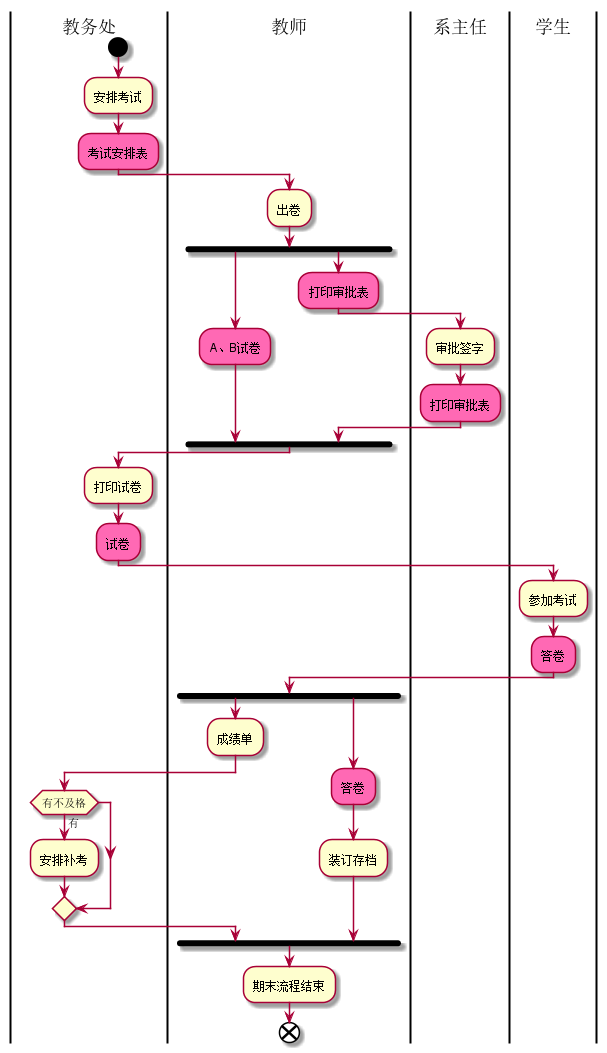 教务处
教师
系主任
学生
安排考试
考试安排表
出卷
打印审批表
A、B试卷
审批签字
打印审批表
打印试卷
试卷
参加考试
答卷
成绩单
答卷
有不及格
有
安排补考
装订存档
期末流程结束